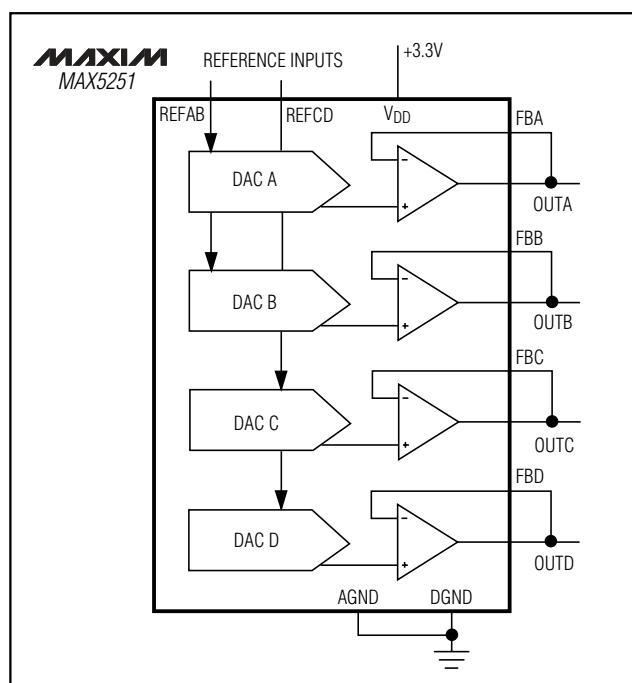 MAXIM
MAX5251
REFERENCE INPUTS
+3.3V
REFAB
REFCD
VDD
FBA
DAC A
-
+
OUTA
FBB
DAC B
-
+
OUTB
FBC
DAC C
-
+
OUTC
FBD
DAC D
-
+
OUTD
AGND
DGND